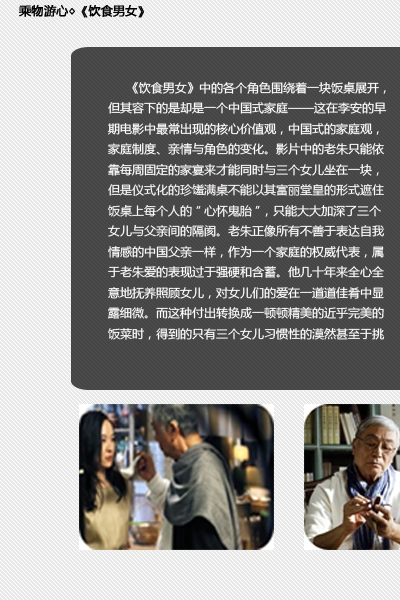 乘物游心◇《饮食男女》
《饮食男女》中的各个角色围绕着一块饭桌展开，
但其容下的是却是一个中国式家庭——这在李安的早
期电影中最常出现的核心价值观，中国式的家庭观，
家庭制度、亲情与角色的变化。影片中的老朱只能依
靠每周固定的家宴来才能同时与三个女儿坐在一块，
但是仪式化的珍馐满桌不能以其富丽堂皇的形式遮住
饭桌上每个人的＂心怀鬼胎＂，只能大大加深了三个
女儿与父亲间的隔阂。老朱正像所有不善于表达自我
情感的中国父亲一样，作为一个家庭的权威代表，属
于老朱爱的表现过于强硬和含蓄。他几十年来全心全
意地抚养照顾女儿，对女儿们的爱在一道道佳肴中显
露细微。而这种付出转换成一顿顿精美的近乎完美的
饭菜时，得到的只有三个女儿习惯性的漠然甚至于挑